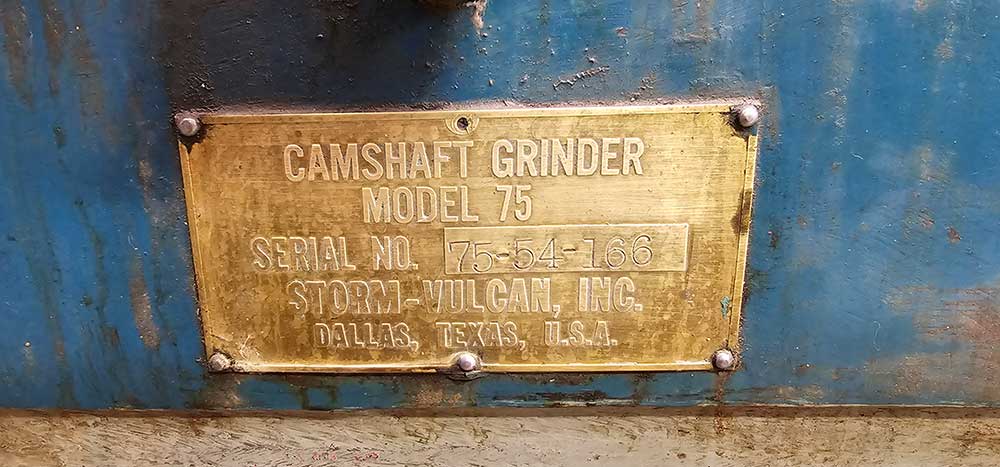 CAMSHAFT GRINDER
MODEL 75
SERIAL NO. 75-54-166
STORM-VULCAN, INC.
DALLAS, TEXAS, U.S.A.